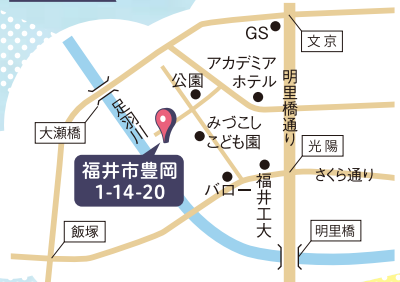 GS
文京
アカデミア
ホテル
公園
明里橋通り
足羽川
大瀬橋
みづこし
こども園
光陽
福井市豊岡
1-14-20
さくら通り
バロー
福井工大
飯塚
明里橋